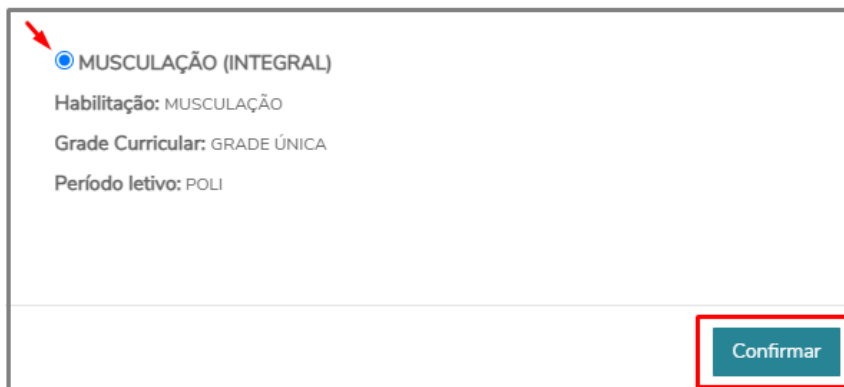 MUSCULAÇÃO (INTEGRAL)
Habilitação: MUSCULAÇÃO
Grade Curricular: GRADE ÚNICA
Período letivo: POLI
Confirmar